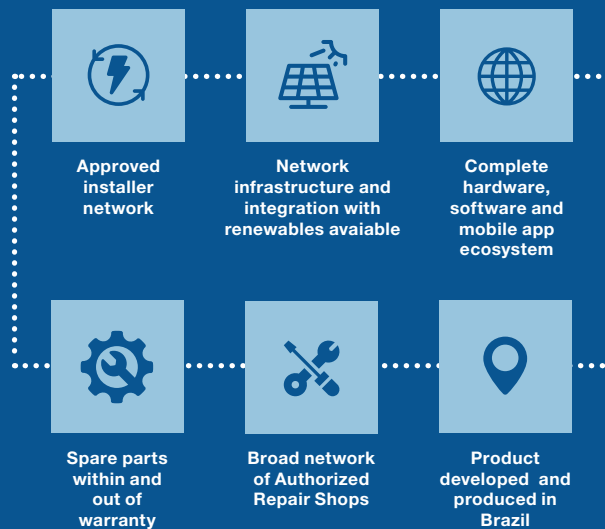 Approved
installer
network
Network
infrastructure and
integration with
renewables avaiable
Complete
hardware,
software and
mobile app
ecosystem
Spare parts
within and
out of
warranty
Broad network
of Authorized
Repair Shops
Product
developed and
produced in
Brazil